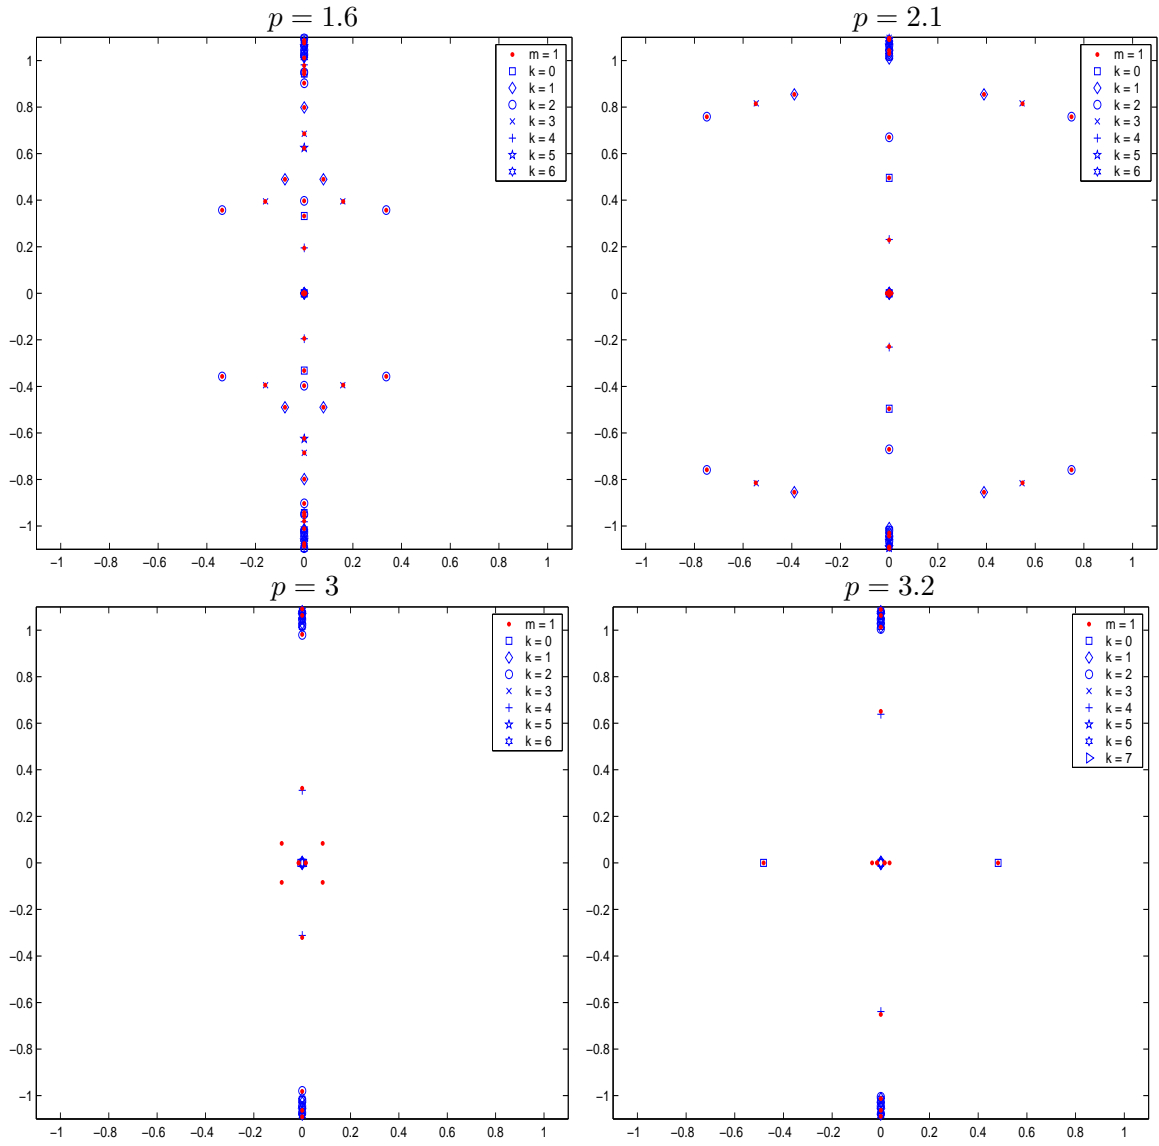 p = 1.6
1
0.8
0.6
0.4
0.2
0
−0.2
−0.4
−0.6
−0.8
−1
−1 −0.8 −0.6 −0.4 −0.2 0 0.2 0.4 0.6 0.8 1
m = 1
k = 0
k = 1
k = 2
k = 3
k = 4
k = 5
k = 6
p = 2.1
1
0.8
0.6
0.4
0.2
0
−0.2
−0.4
−0.6
−0.8
−1
−1 −0.8 −0.6 −0.4 −0.2 0 0.2 0.4 0.6 0.8 1
m = 1
k = 0
k = 1
k = 2
k = 3
k = 4
k = 5
k = 6
p = 3
1
0.8
0.6
0.4
0.2
0
−0.2
−0.4
−0.6
−0.8
−1
−1 −0.8 −0.6 −0.4 −0.2 0 0.2 0.4 0.6 0.8 1
m = 1
k = 0
k = 1
k = 2
k = 3
k = 4
k = 5
k = 6
p = 3.2
1
0.8
0.6
0.4
0.2
0
−0.2
−0.4
−0.6
−0.8
−1
−1 −0.8 −0.6 −0.4 −0.2 0 0.2 0.4 0.6 0.8 1
m = 1
k = 0
k = 1
k = 2
k = 3
k = 4
k = 5
k = 6
k = 7